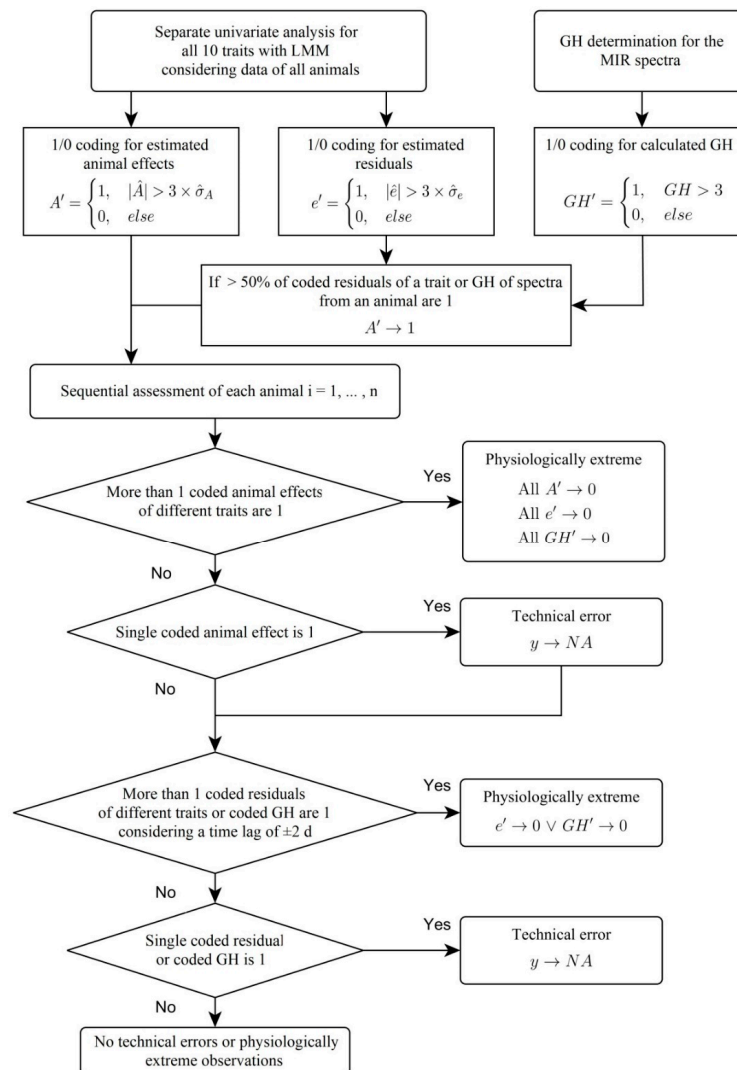 Separate univariate analysis for
all 10 traits with LMM
considering data of all animals
GH determination for the
MIR spectra
1/0 coding for estimated
animal effects
A′ = {1, |Â| > 3 × σ̂_A
0, else
1/0 coding for estimated
residuals
e′ = {1, |ê| > 3 × σ̂_e
0, else
1/0 coding for calculated GH
GH′ = {1, GH > 3
0, else
If > 50% of coded residuals of a trait or GH of spectra
from an animal are 1
A′ → 1
Sequential assessment of each animal i = 1, ... , n
More than 1 coded animal effects
of different traits are 1
Yes
Physiologically extreme
All A′ → 0
All e′ → 0
All GH′ → 0
No
Single coded animal effect is 1
Yes
Technical error
y → NA
No
More than 1 coded residuals
of different traits or coded GH are 1
considering a time lag of ±2 d
Yes
Physiologically extreme
e′ → 0 ∨ GH′ → 0
No
Single coded residual
or coded GH is 1
Yes
Technical error
y → NA
No
No technical errors or physiologically
extreme observations